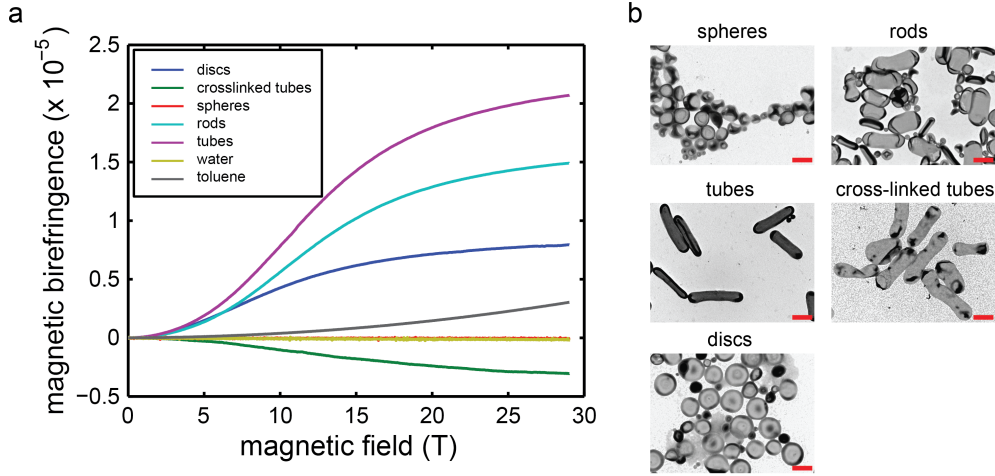 a
magnetic birefringence (x 10⁻⁵)
2.5
2
1.5
1
0.5
0
−0.5
discs
crosslinked tubes
spheres
rods
tubes
water
toluene
0 5 10 15 20 25 30
magnetic field (T)
b
spheres rods
tubes cross-linked tubes
discs